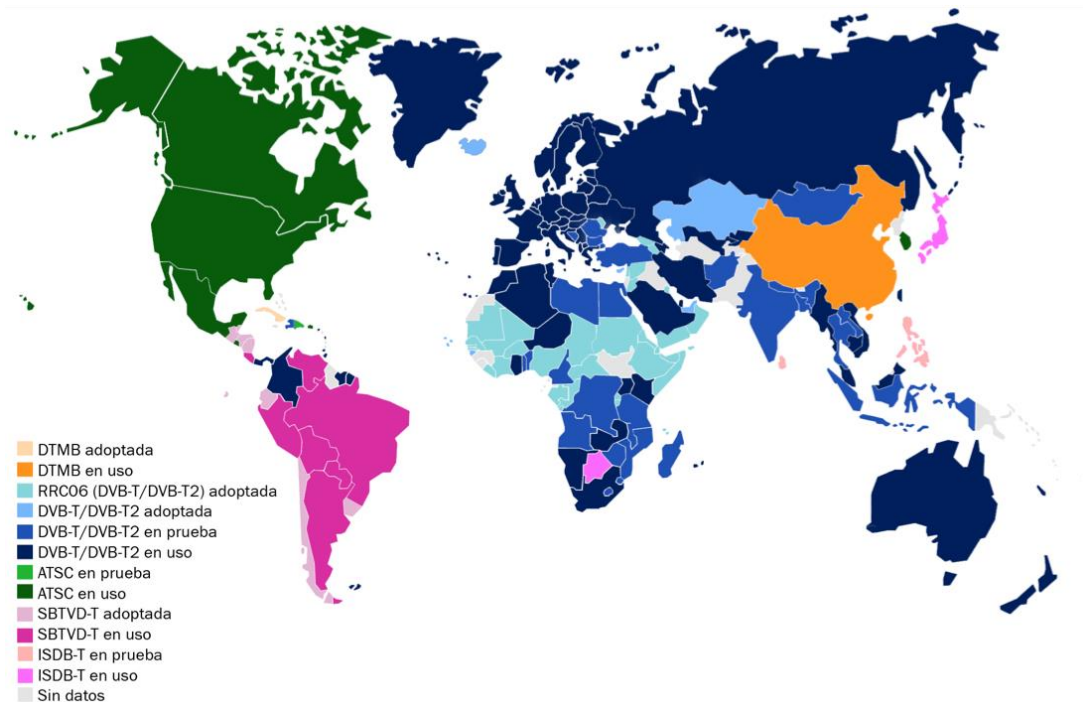 DTMB adoptada
DTMB en uso
RRC06 (DVB-T/DVB-T2) adoptada
DVB-T/DVB-T2 adoptada
DVB-T/DVB-T2 en prueba
DVB-T/DVB-T2 en uso
ATSC en prueba
ATSC en uso
SBTVD-T adoptada
SBTVD-T en uso
ISDB-T en prueba
ISDB-T en uso
Sin datos